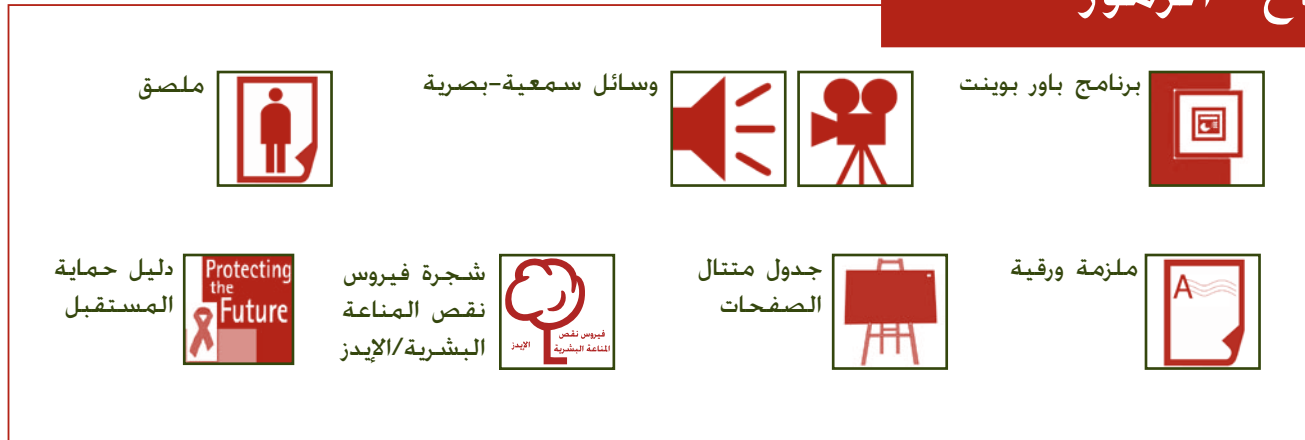 برنامج باور بوينت
وسائل سمعية-بصرية
ملصق
ملزمة ورقية
A
جدول متتال
الصفحات
شجرة فيروس
نقص المناعة
البشرية/الإيدز
فيروس نقص
المناعة البشرية
الإيدز
دليل حماية
المستقبل
Protecting
the
Future